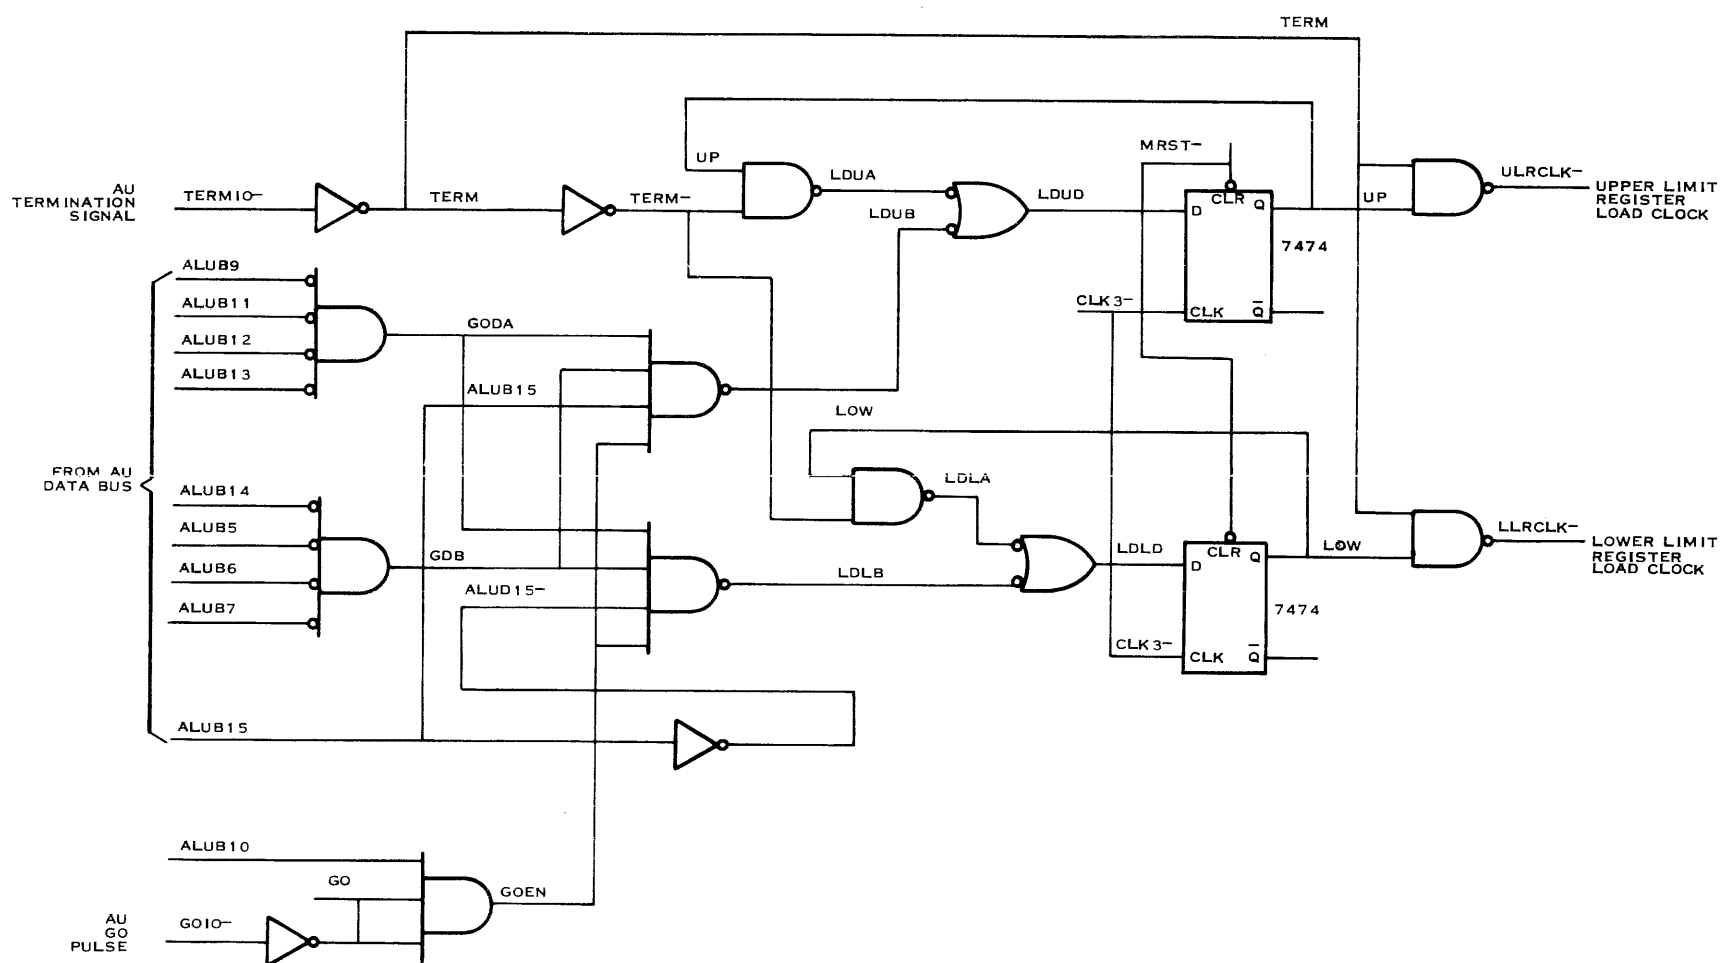 TERM
MRST-
UP
LDUA
ULRCLK-
AU
TERMINATION
SIGNAL
TERMIO-
TERM
TERM-
LDUB
LDUD
CLR
D
Q
UP
UPPER LIMIT
REGISTER
LOAD CLOCK
7474
ALUB9
ALUB11
ALUB12
ALUB13
GODA
ALUB15
CLK3-
CLK
Q
LOW
FROM AU
DATA BUS
ALUB14
ALUB5
ALUB6
ALUB7
GDB
ALUD15-
LDLA
LDLB
LDLD
CLR
D
Q
LOW
LLRCLK-
LOWER LIMIT
REGISTER
LOAD CLOCK
7474
CLK3-
CLK
Q
ALUB15
ALUB10
GO
GOEN
AU
GO
PULSE
GOIO-